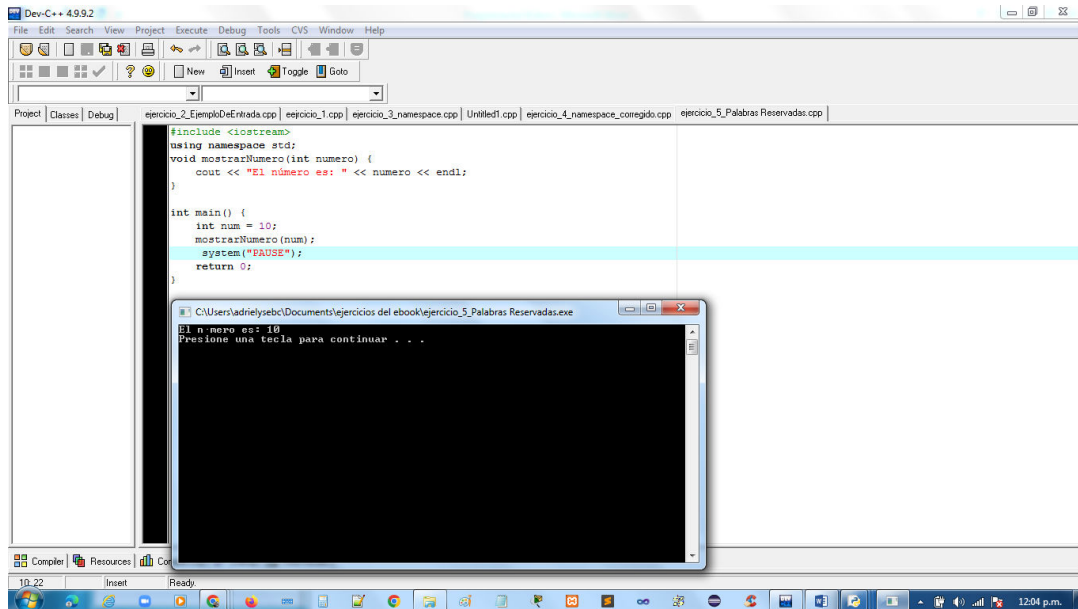 Dev-C++ 4.9.9.2
File Edit Search View Project Execute Debug Tools CVS Window Help
New Insert Toggle Goto
Project Classes Debug ejercicio_2_EjemploDeEntrada.cpp eejrcicio_1.cpp ejercicio_3_namespace.cpp Untitled1.cpp ejercicio_4_namespace_corregido.cpp ejercicio_5_Palabras Reservadas.cpp
#include <iostream>
using namespace std;
void mostrarNumero(int numero) {
cout << "El número es: " << numero << endl;
}
int main() {
int num = 10;
mostrarNumero(num);
system("PAUSE");
return 0;
}
C:\Users\adrielysebc\Documents\ejercicios del ebook\ejercicio_5_Palabras Reservadas.exe
El n·mero es: 10
Presione una tecla para continuar . . .
Compiler Resources Co
10: 22 Insert Ready.
12:04 p.m.